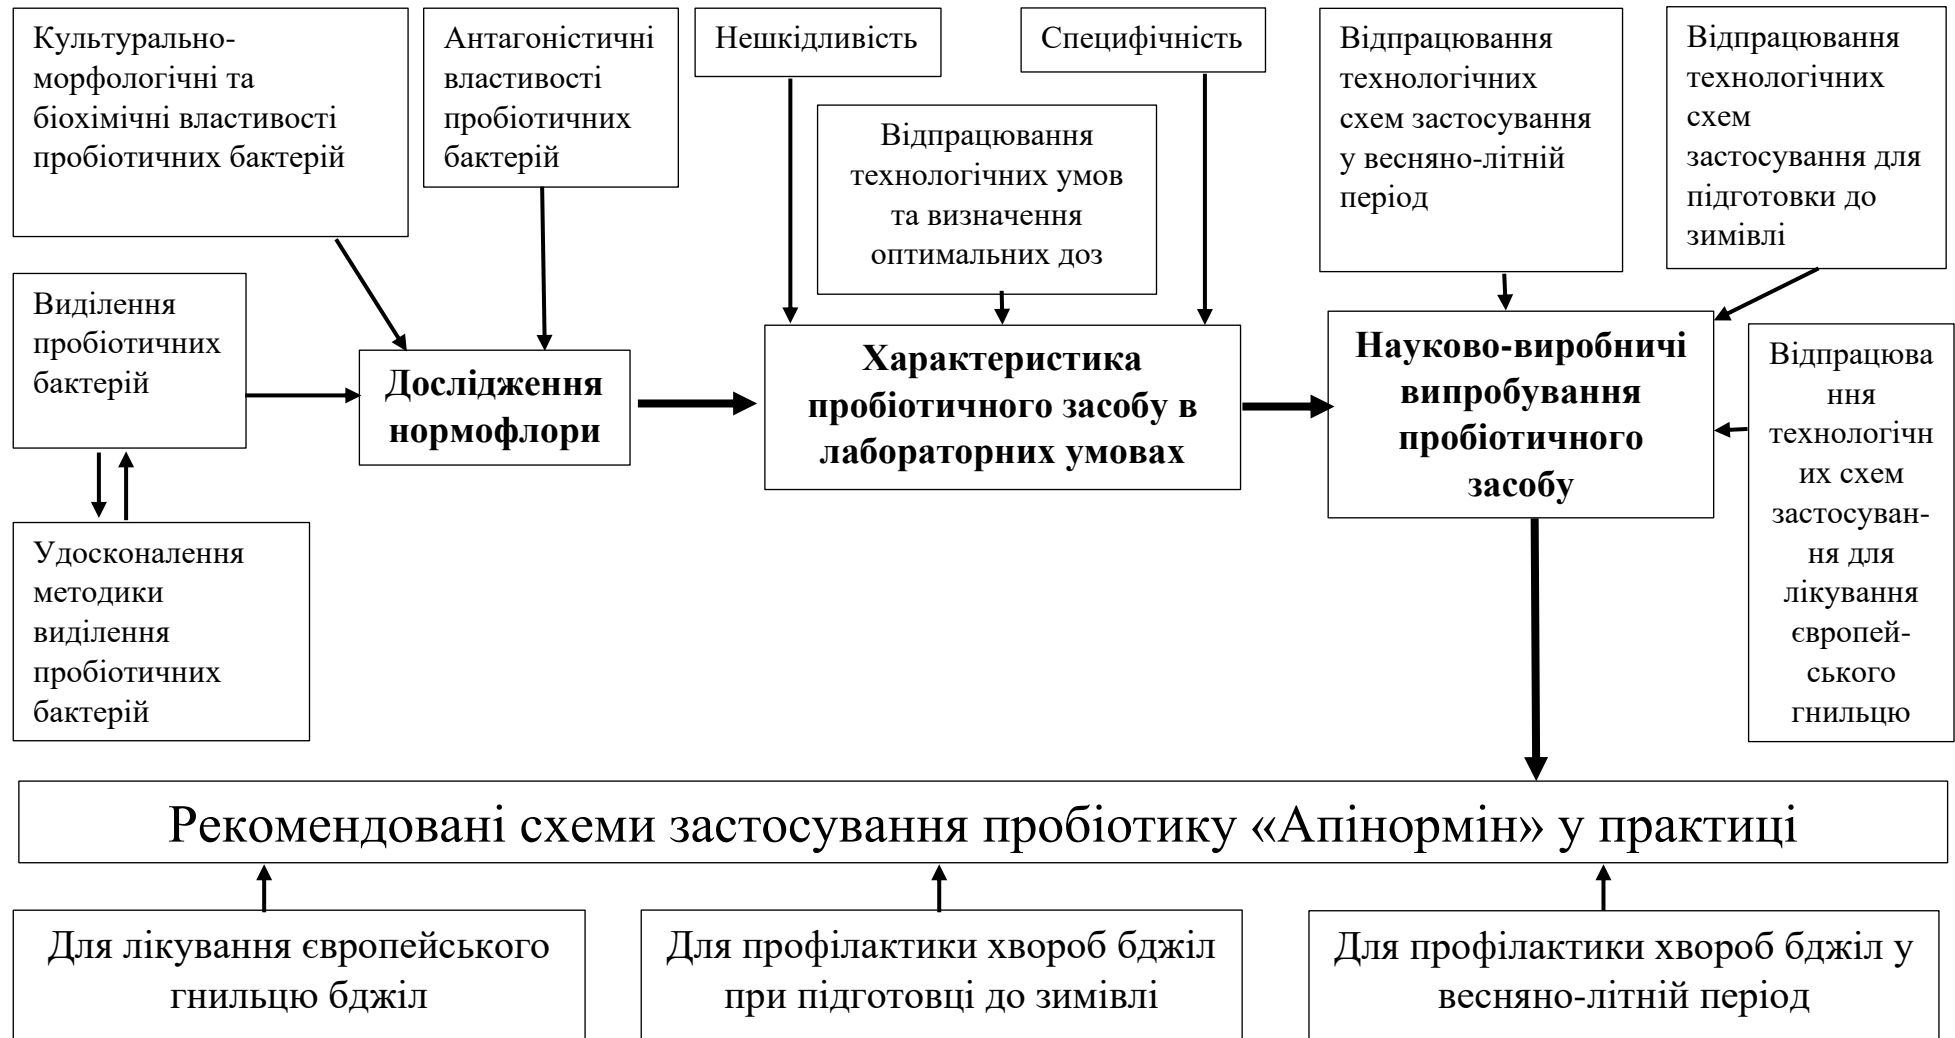 Культурально-
морфологічні та
біохімічні властивості
пробіотичних бактерій
Антагоністичні
властивості
пробіотичних
бактерій
Нешкідливість
Специфічність
Відпрацювання
технологічних умов
та визначення
оптимальних доз
Відпрацювання
технологічних
схем застосування
у весняно-літній
період
Відпрацювання
технологічних
схем
застосування для
підготовки до
зимівлі
Виділення
пробіотичних
бактерій
Дослідження
нормофлори
Характеристика
пробіотичного засобу в
лабораторних умовах
Науково-виробничі
випробування
пробіотичного
засобу
Відпрацюва
ння
технологічн
их схем
застосуван-
ня для
лікування
європей-
ського
гнильцю
Удосконалення
методики
виділення
пробіотичних
бактерій
Рекомендовані схеми застосування пробіотику «Апінормін» у практиці
Для лікування європейського
гнильцю бджіл
Для профілактики хвороб бджіл
при підготовці до зимівлі
Для профілактики хвороб бджіл у
весняно-літній період